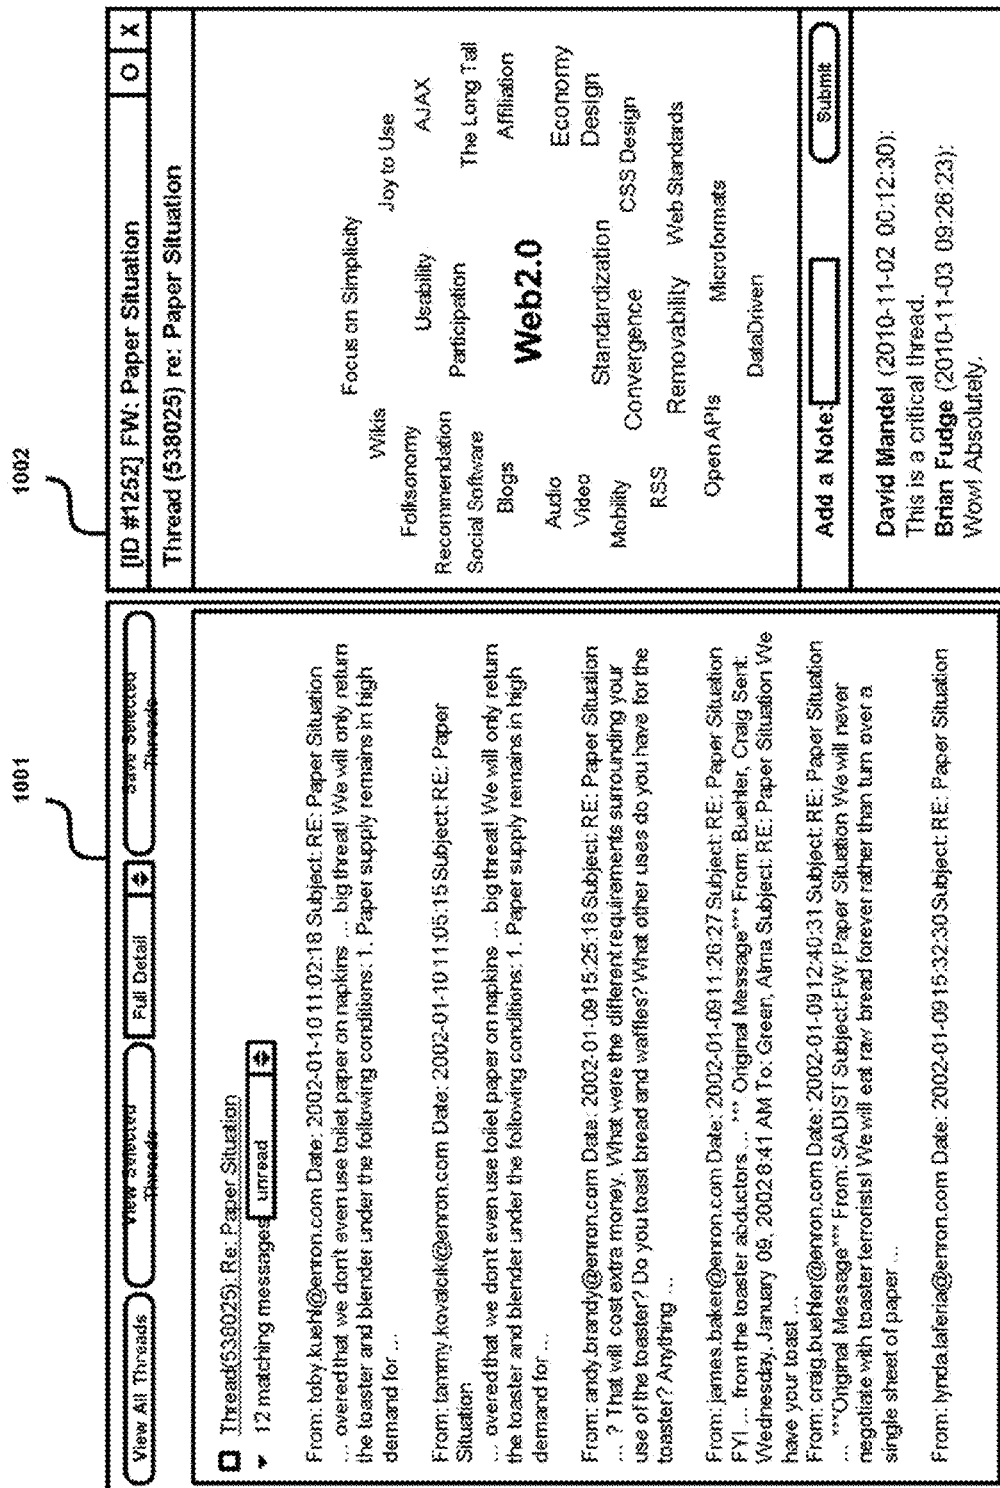 1001
View All Threads
View Selected
Threads
Full Detail
Save Selected
Threads
Thread(538025): Re: Paper Situation
12 matching messages
unread
From: toby.kuehl@enron.com Date: 2002-01-10 11:02:18 Subject: RE: Paper Situation
... overed that we don't even use toilet paper on napkins ... big threat! We will only return
the toaster and blender under the following conditions: 1. Paper supply remains in high
demand for ...
From: tammy.kovalcik@enron.com Date: 2002-01-10 11:05:15 Subject: RE: Paper
Situation
... overed that we don't even use toilet paper on napkins ... big threat! We will only return
the toaster and blender under the following conditions: 1. Paper supply remains in high
demand for ...
From: andy.brandy@enron.com Date: 2002-01-09 15:25:18 Subject: RE: Paper Situation
... ? That will cost extra money. What were the different requirements surrounding your
use of the toaster? Do you toast bread and waffles? What other uses do you have for the
toaster? Anything ...
From: james.baker@enron.com Date: 2002-01-09 11:26:27 Subject: RE: Paper Situation
FYI ... from the toaster abductors ... *** Original Message*** From: Buehler, Craig Sent:
Wednesday, January 09, 2002 8:41 AM To: Green, Alma Subject: RE: Paper Situation We
have your toast ...
From: craig.buehler@enron.com Date: 2002-01-09 12:40:31 Subject: RE: Paper Situation
... ***Original Message*** From: SADIST Subject: FW: Paper Situation We will never
negotiate with toaster terrorists! We will eat raw bread forever rather than turn over a
single sheet of paper ...
From: lynda.laferia@enron.com Date: 2002-01-09 15:32:30 Subject RE: Paper Situation
1002
[ID #1252] FW: Paper Situation
O
X
Thread (538025) re: Paper Situation
Focus on Simplicity
Wikis
Joy to Use
Folksonomy
Usability
AJAX
Recommendation
Participation
The Long Tail
Social Software
Blogs
Web2.0
Affiliation
Audio
Economy
Video
Standardization
Design
Mobility
Convergence
CSS Design
RSS
Removability
Web Standards
Open APIs
Microformats
DataDriven
Add a Note:
Submit
David Mandel (2010-11-02 00:12:30):
This is a critical thread.
Brian Fudge (2010-11-03 09:26:23):
Wow! Absolutely.